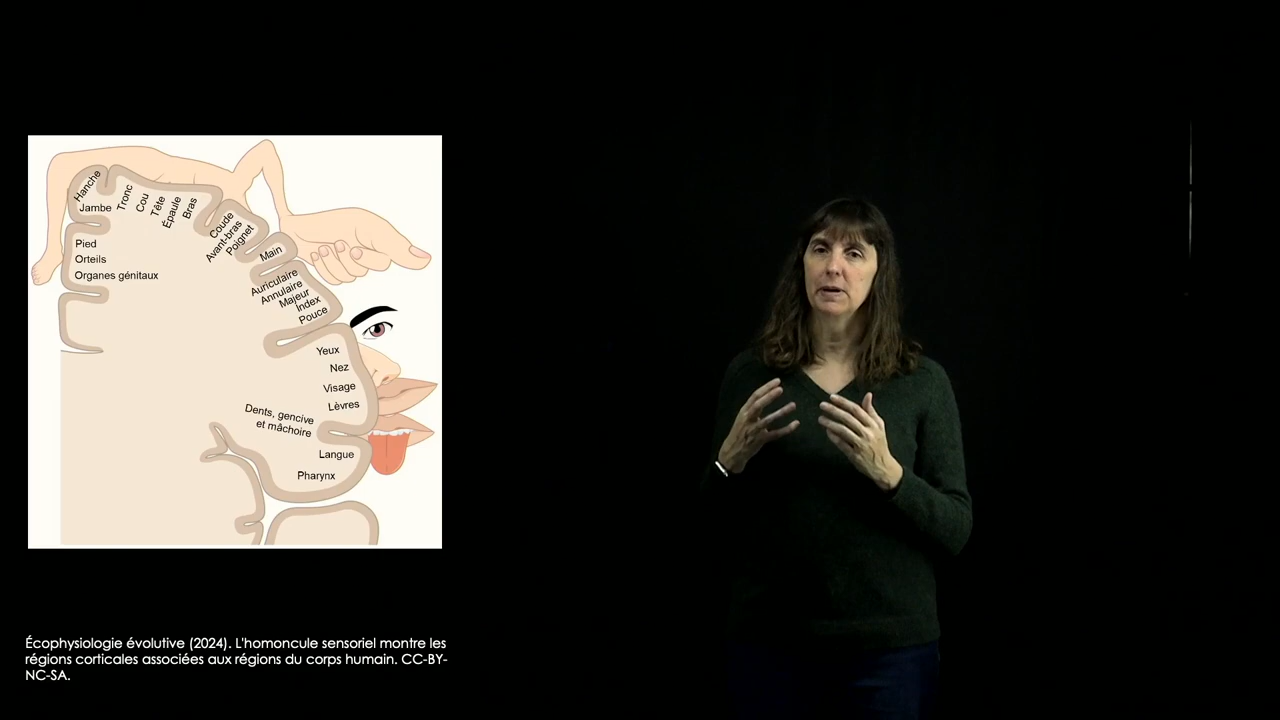 Hanche
Jambe
Tronc
Cou
Tête
Épaule
Bras
Coude
Avant-bras
Poignet
Main
Auriculaire
Annulaire
Majeur
Index
Pouce
Pied
Orteils
Organes génitaux
Yeux
Nez
Visage
Lèvres
Dents, gencive
et mâchoire
Langue
Pharynx
Écophysiologie évolutive (2024). L'homoncule sensoriel montre les
régions corticales associées aux régions du corps humain. CC-BY-
NC-SA.